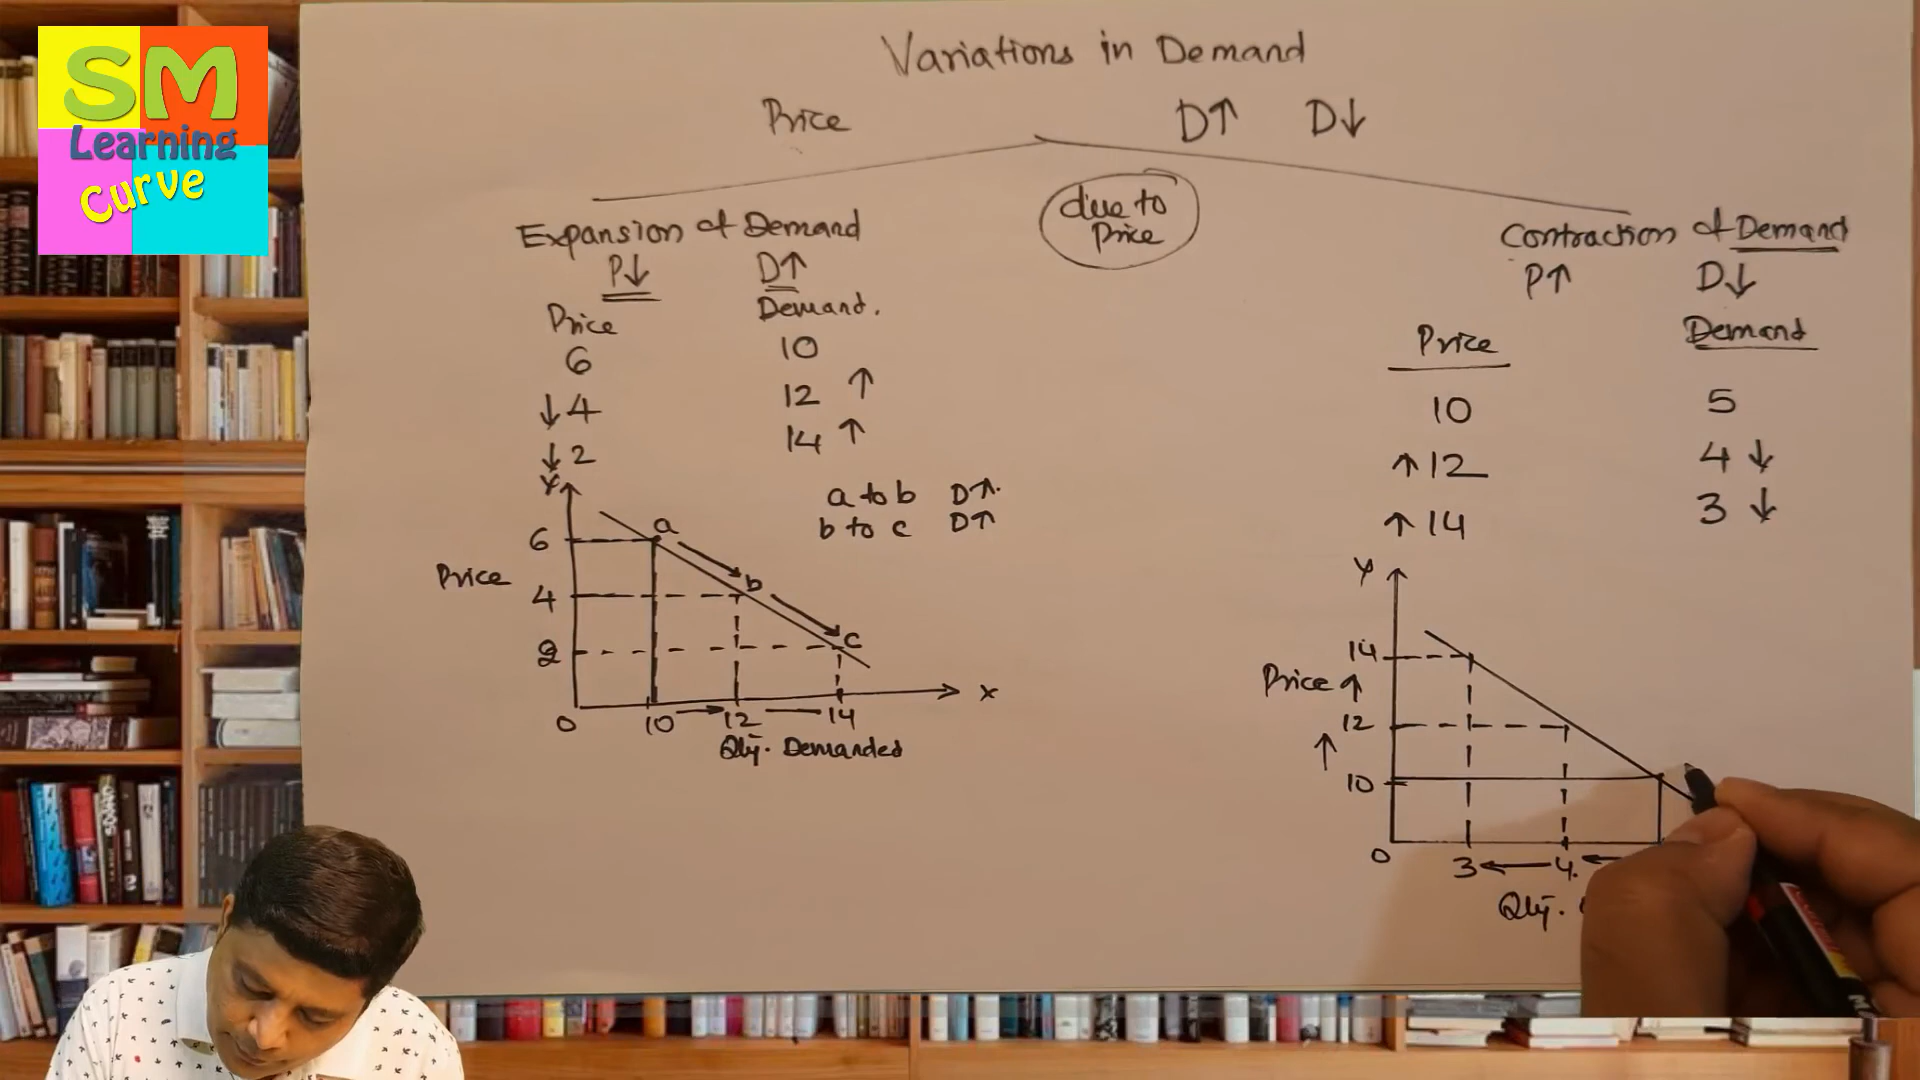 SM
Learning
Curve
Variations in Demand
Price D↑ D↓
due to
Price
Expansion of Demand
P↓ D↑
Price Demand.
6 10
↓ 4 12 ↑
↓ 2 14 ↑
a to b D↑.
b to c D↑
Y
6
4
2
Price
a
b
c
0 10 → 12 — 14
X
Qty. Demanded
Contraction of Demand
P↑ D↓
Price Demand
10 5
↑ 12 4 ↓
↑ 14 3 ↓
Y
14
Price ↑
12
↑
10
0 3 ← 4. ←
Qty.